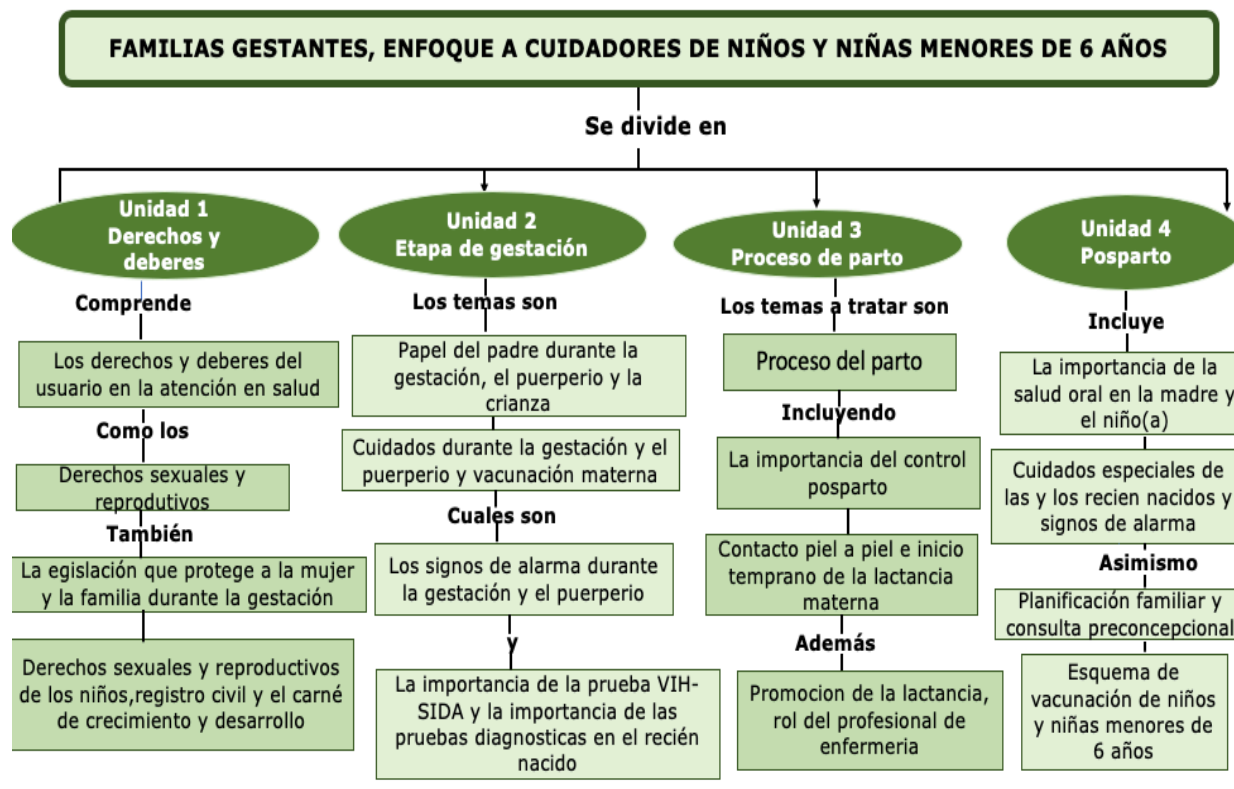 FAMILIAS GESTANTES, ENFOQUE A CUIDADORES DE NIÑOS Y NIÑAS MENORES DE 6 AÑOS
Se divide en
Unidad 1
Derechos y
deberes
Comprende
Los derechos y deberes del
usuario en la atención en salud
Como los
Derechos sexuales y
reprodutivos
También
La egislación que protege a la mujer
y la familia durante la gestación
Derechos sexuales y reproductivos
de los niños,registro civil y el carné
de crecimiento y desarrollo
Unidad 2
Etapa de gestación
Los temas son
Papel del padre durante la
gestación, el puerperio y la
crianza
Cuidados durante la gestación y el
puerperio y vacunación materna
Cuales son
Los signos de alarma durante
la gestación y el puerperio
y
La importancia de la prueba VIH-
SIDA y la importancia de las
pruebas diagnosticas en el recién
nacido
Unidad 3
Proceso de parto
Los temas a tratar son
Proceso del parto
Incluyendo
La importancia del control
posparto
Contacto piel a piel e inicio
temprano de la lactancia
materna
Además
Promocion de la lactancia,
rol del profesional de
enfermeria
Unidad 4
Posparto
Incluye
La importancia de la
salud oral en la madre y
el niño(a)
Cuidados especiales de
las y los recien nacidos y
signos de alarma
Asimismo
Planificación familiar y
consulta preconcepcional
Esquema de
vacunación de niños
y niñas menores de
6 años